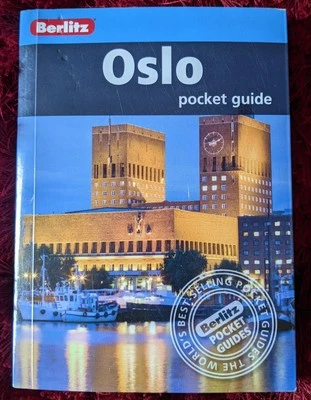 Berlitz
Oslo
pocket guide
THE WORLD'S BEST SELLING POCKET GUIDES
Berlitz
POCKET
GUIDES